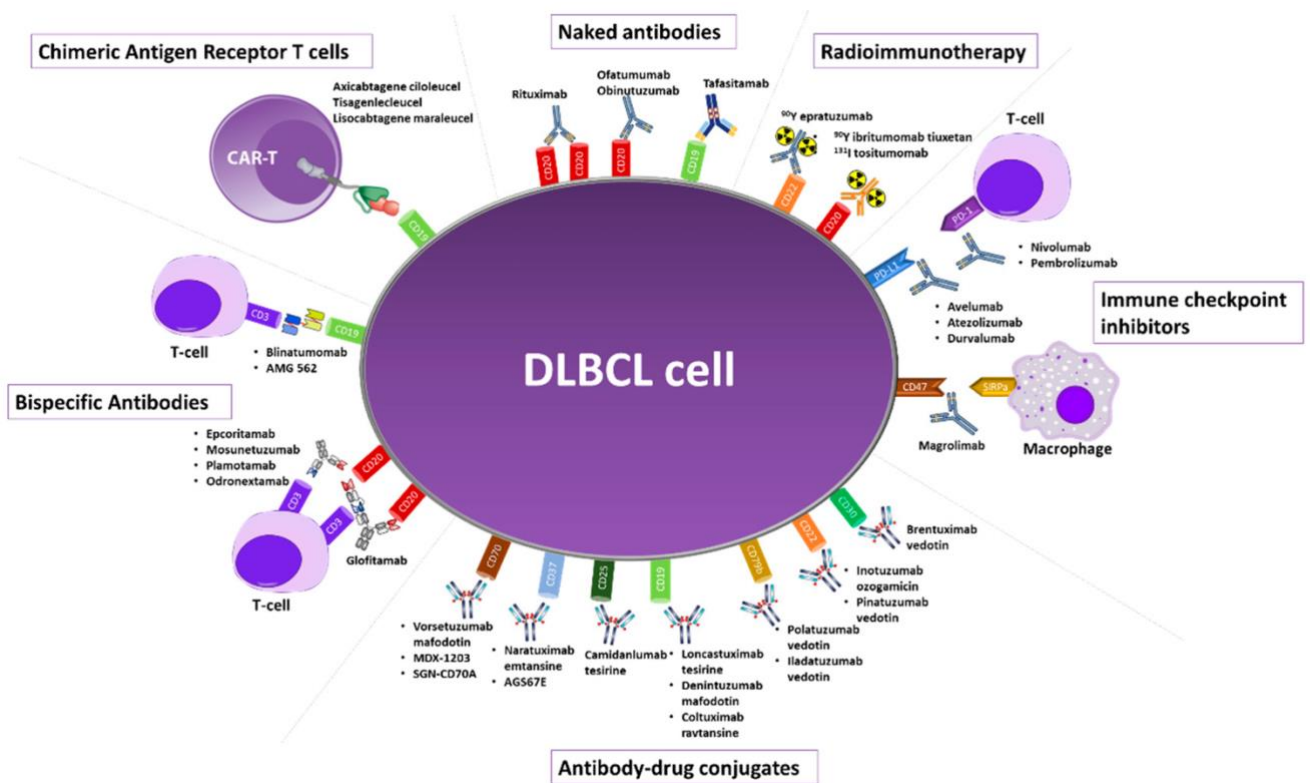 Naked antibodies
Chimeric Antigen Receptor T cells
Radioimmunotherapy
Axicabtagene ciloleucel
Tisagenlecleucel
Lisocabtagene maraleucel
CAR-T
CD19
Rituximab
Ofatumumab
Obinutuzumab
Tafasitamab
CD20
CD20
CD20
CD19
⁹⁰Y epratuzumab
⁹⁰Y ibritumomab tiuxetan
¹³¹I tositumomab
CD22
CD20
T-cell
PD-1
PD-L1
• Nivolumab
• Pembrolizumab
• Avelumab
• Atezolizumab
• Durvalumab
Immune checkpoint
inhibitors
CD47
SIRPa
Magrolimab
Macrophage
DLBCL cell
CD3
CD19
T-cell
• Blinatumomab
• AMG 562
Bispecific Antibodies
• Epcoritamab
• Mosunetuzumab
• Plamotamab
• Odronextamab
CD20
CD3
CD20
CD3
Glofitamab
T-cell
CD70
CD37
CD25
CD19
CD79b
CD22
CD30
• Vorsetuzumab
mafodotin
• MDX-1203
• SGN-CD70A
• Naratuximab
emtansine
• AGS67E
Camidanlumab
tesirine
• Loncastuximab
tesirine
• Denintuzumab
mafodotin
• Coltuximab
ravtansine
• Polatuzumab
vedotin
• Iladatuzumab
vedotin
• Inotuzumab
ozogamicin
• Pinatuzumab
vedotin
Brentuximab
vedotin
Antibody-drug conjugates